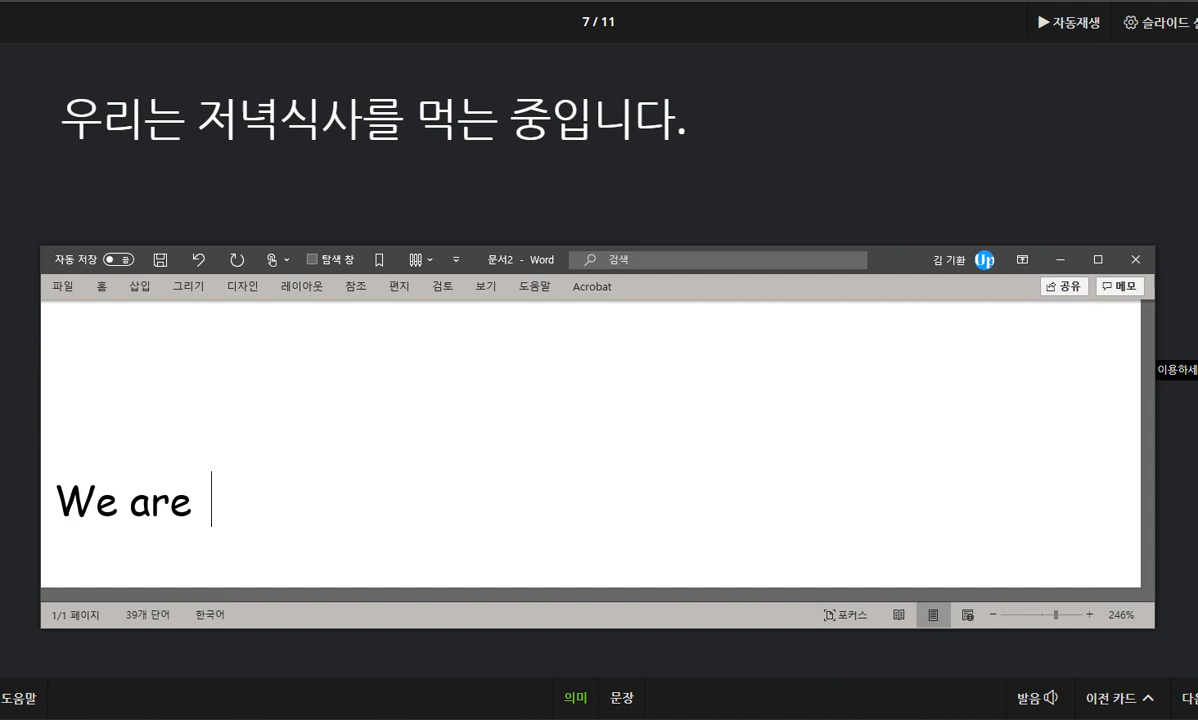 7 / 11
자동재생
슬라이드
우리는 저녁식사를 먹는 중입니다.
자동 저장 끔
탐색 창
문서2 - Word
검색
김 기환
Up
파일 홈 삽입 그리기 디자인 레이아웃 참조 편지 검토 보기 도움말 Acrobat
공유 메모
이용하세
We are
1/1 페이지 39개 단어 한국어
포커스
246%
도움말
의미 문장
발음 이전 카드